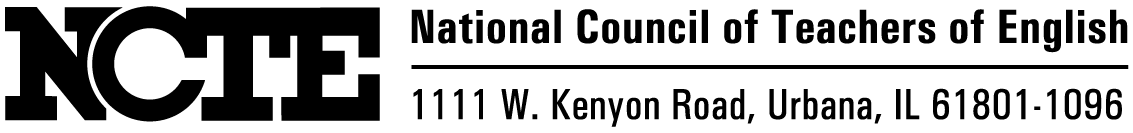 NCTE
National Council of Teachers of English
1111 W. Kenyon Road, Urbana, IL 61801-1096